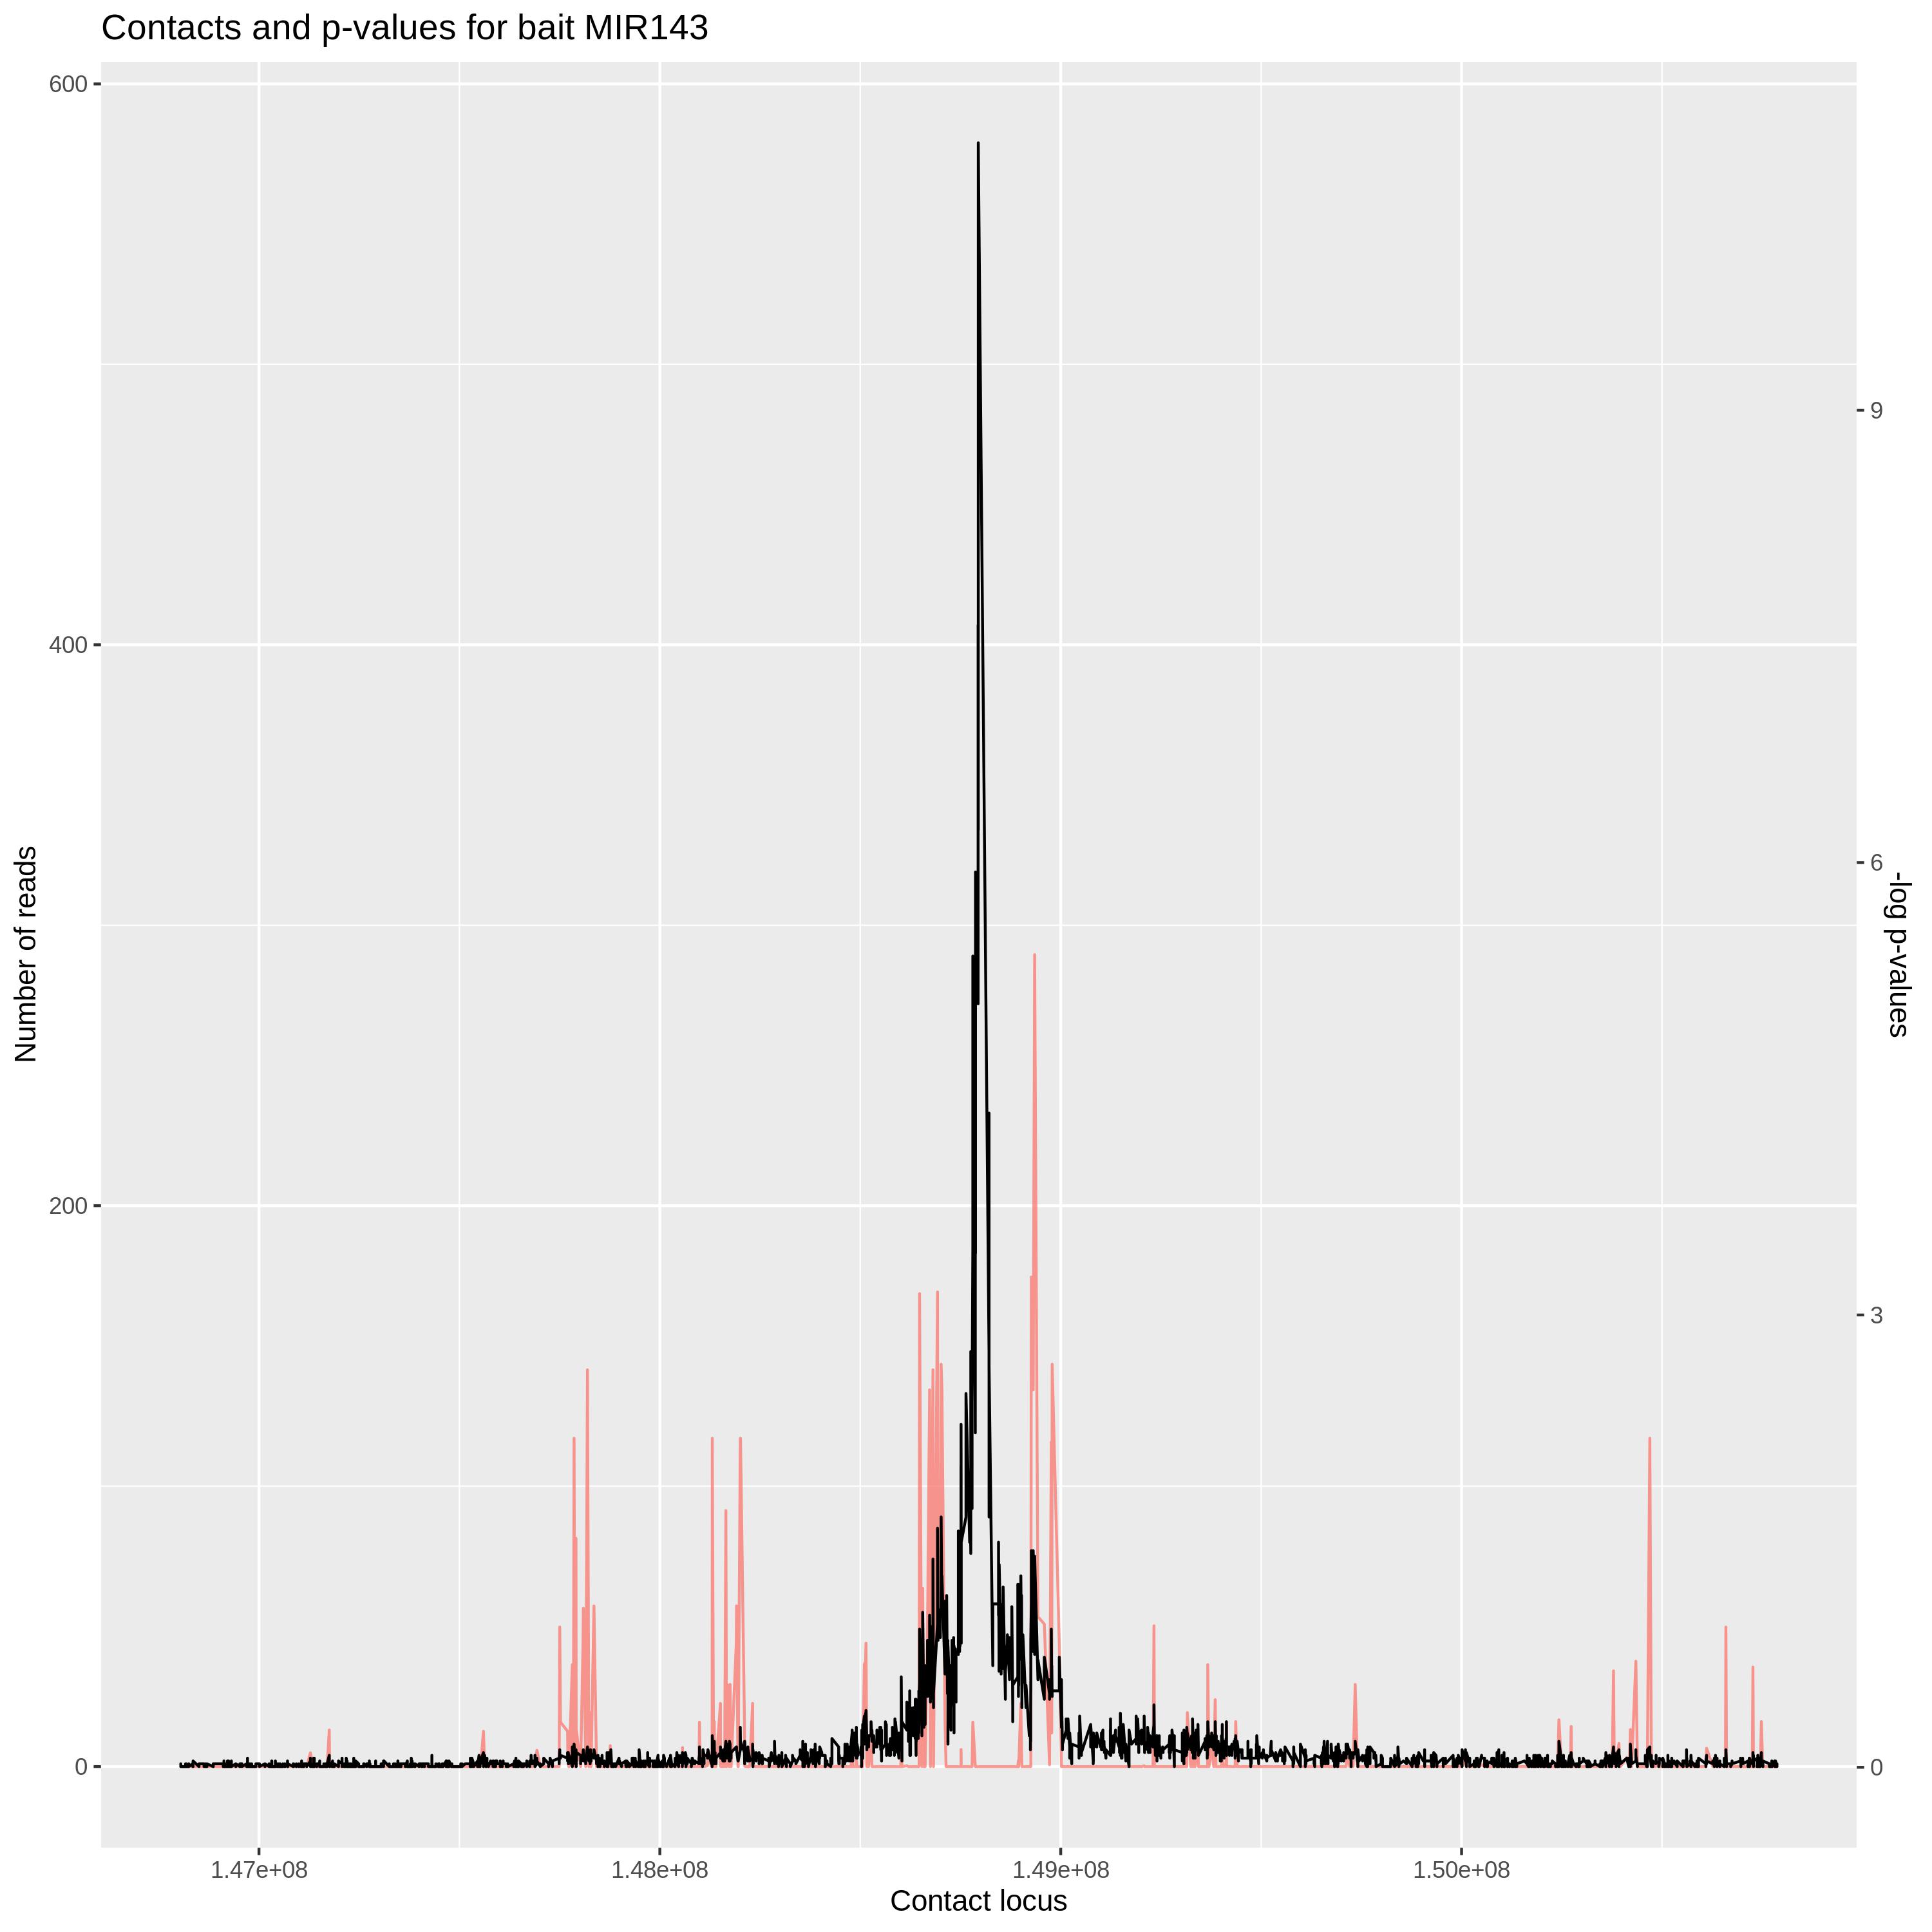 Contacts and p-values for bait MIR143
600
400
200
0
Number of reads
9
6
3
0
-log p-values
1.47e+08 1.48e+08 1.49e+08 1.50e+08
Contact locus